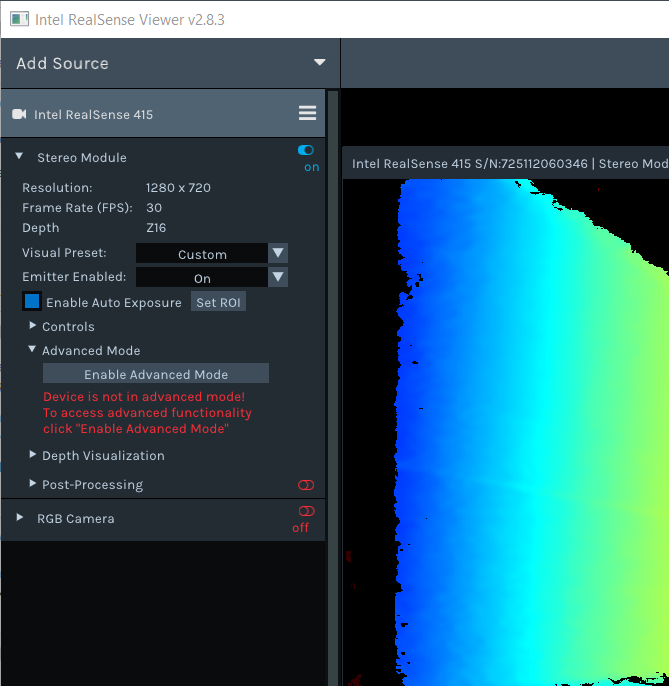 Intel RealSense Viewer v2.8.3
Add Source
Intel RealSense 415
Stereo Module
on
Intel RealSense 415 S/N:725112060346 | Stereo Mod
Resolution: 1280 x 720
Frame Rate (FPS): 30
Depth Z16
Visual Preset: Custom
Emitter Enabled: On
Enable Auto Exposure Set ROI
Controls
Advanced Mode
Enable Advanced Mode
Device is not in advanced mode!
To access advanced functionality
click "Enable Advanced Mode"
Depth Visualization
Post-Processing
RGB Camera
off